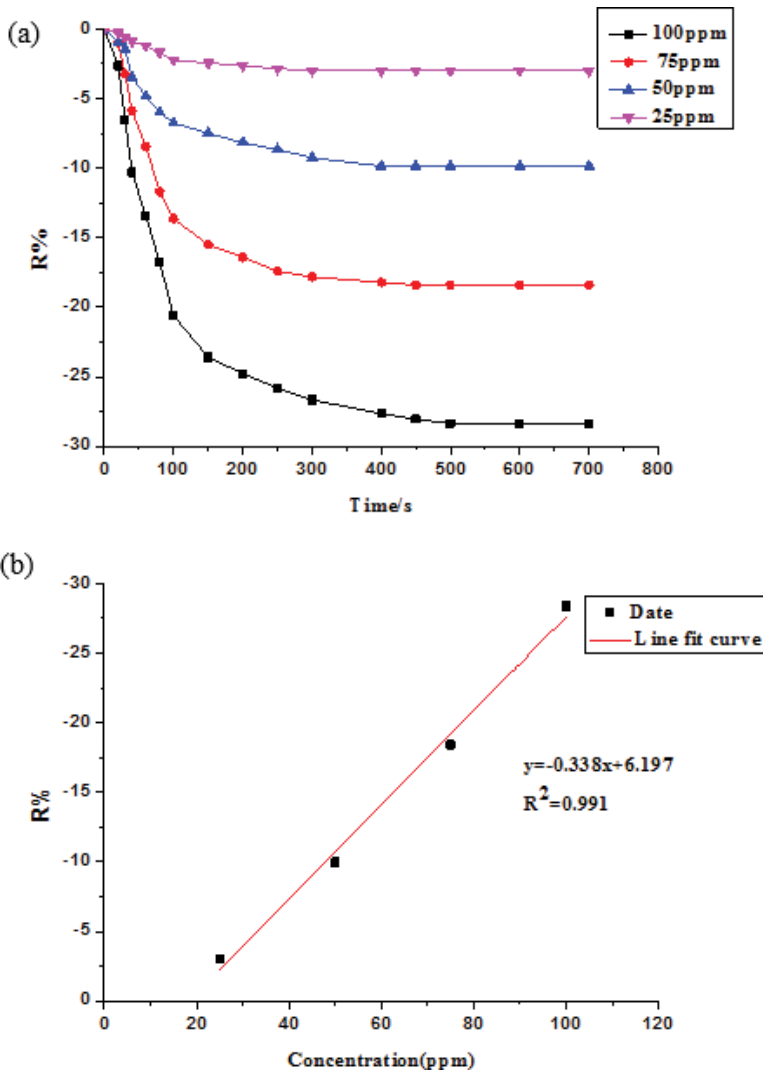 (a)
100ppm
75ppm
50ppm
25ppm
0
-5
-10
-15
-20
-25
-30
R%
0 100 200 300 400 500 600 700 800
Time/s
(b)
-30
-25
-20
-15
-10
-5
0
R%
Date
Line fit curve
y=-0.338x+6.197
R²=0.991
0 20 40 60 80 100 120
Concentration(ppm)